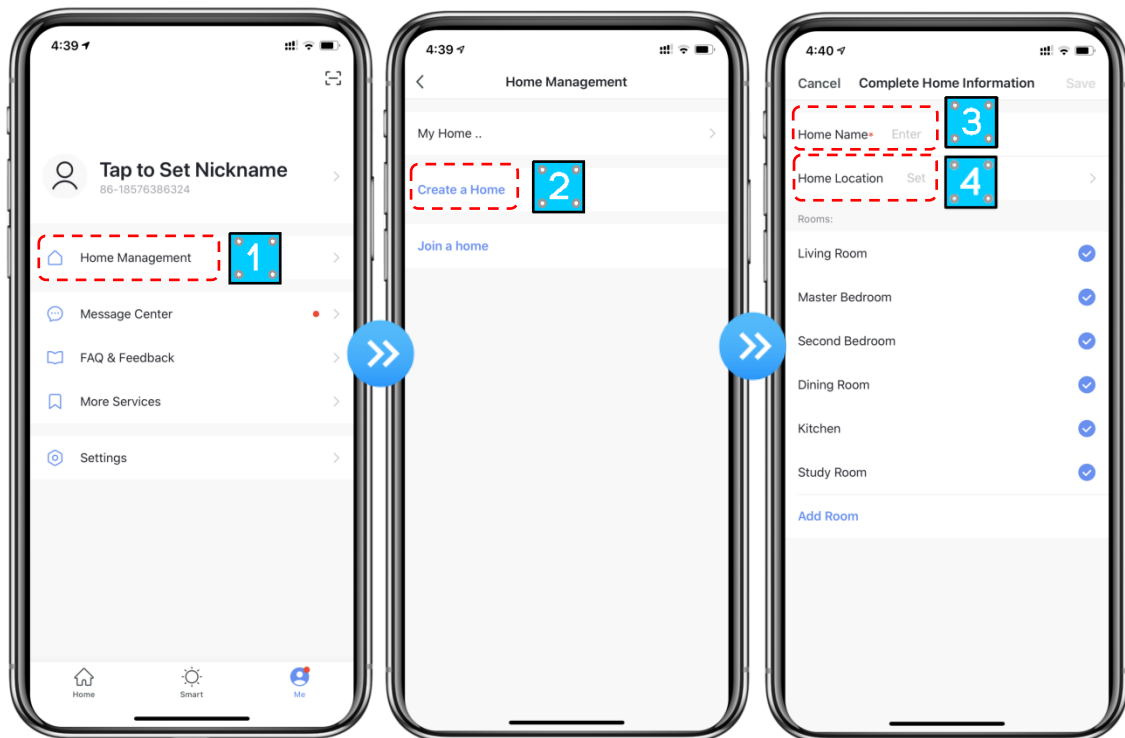 4:39
Tap to Set Nickname
86-18576386324
Home Management
1
Message Center
FAQ & Feedback
More Services
Settings
Home
Smart
Me
4:39
Home Management
My Home ..
Create a Home
2
Join a home
4:40
Cancel Complete Home Information Save
Home Name* Enter
3
Home Location Set
4
Rooms:
Living Room
Master Bedroom
Second Bedroom
Dining Room
Kitchen
Study Room
Add Room